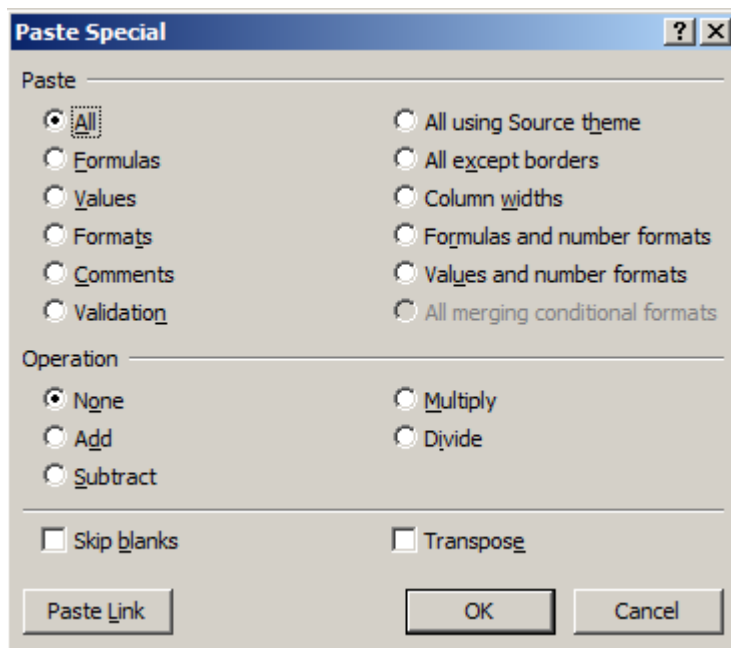 Paste Special
Paste
All
All using Source theme
Formulas
All except borders
Values
Column widths
Formats
Formulas and number formats
Comments
Values and number formats
Validation
All merging conditional formats
Operation
None
Multiply
Add
Divide
Subtract
Skip blanks
Transpose
Paste Link
OK
Cancel